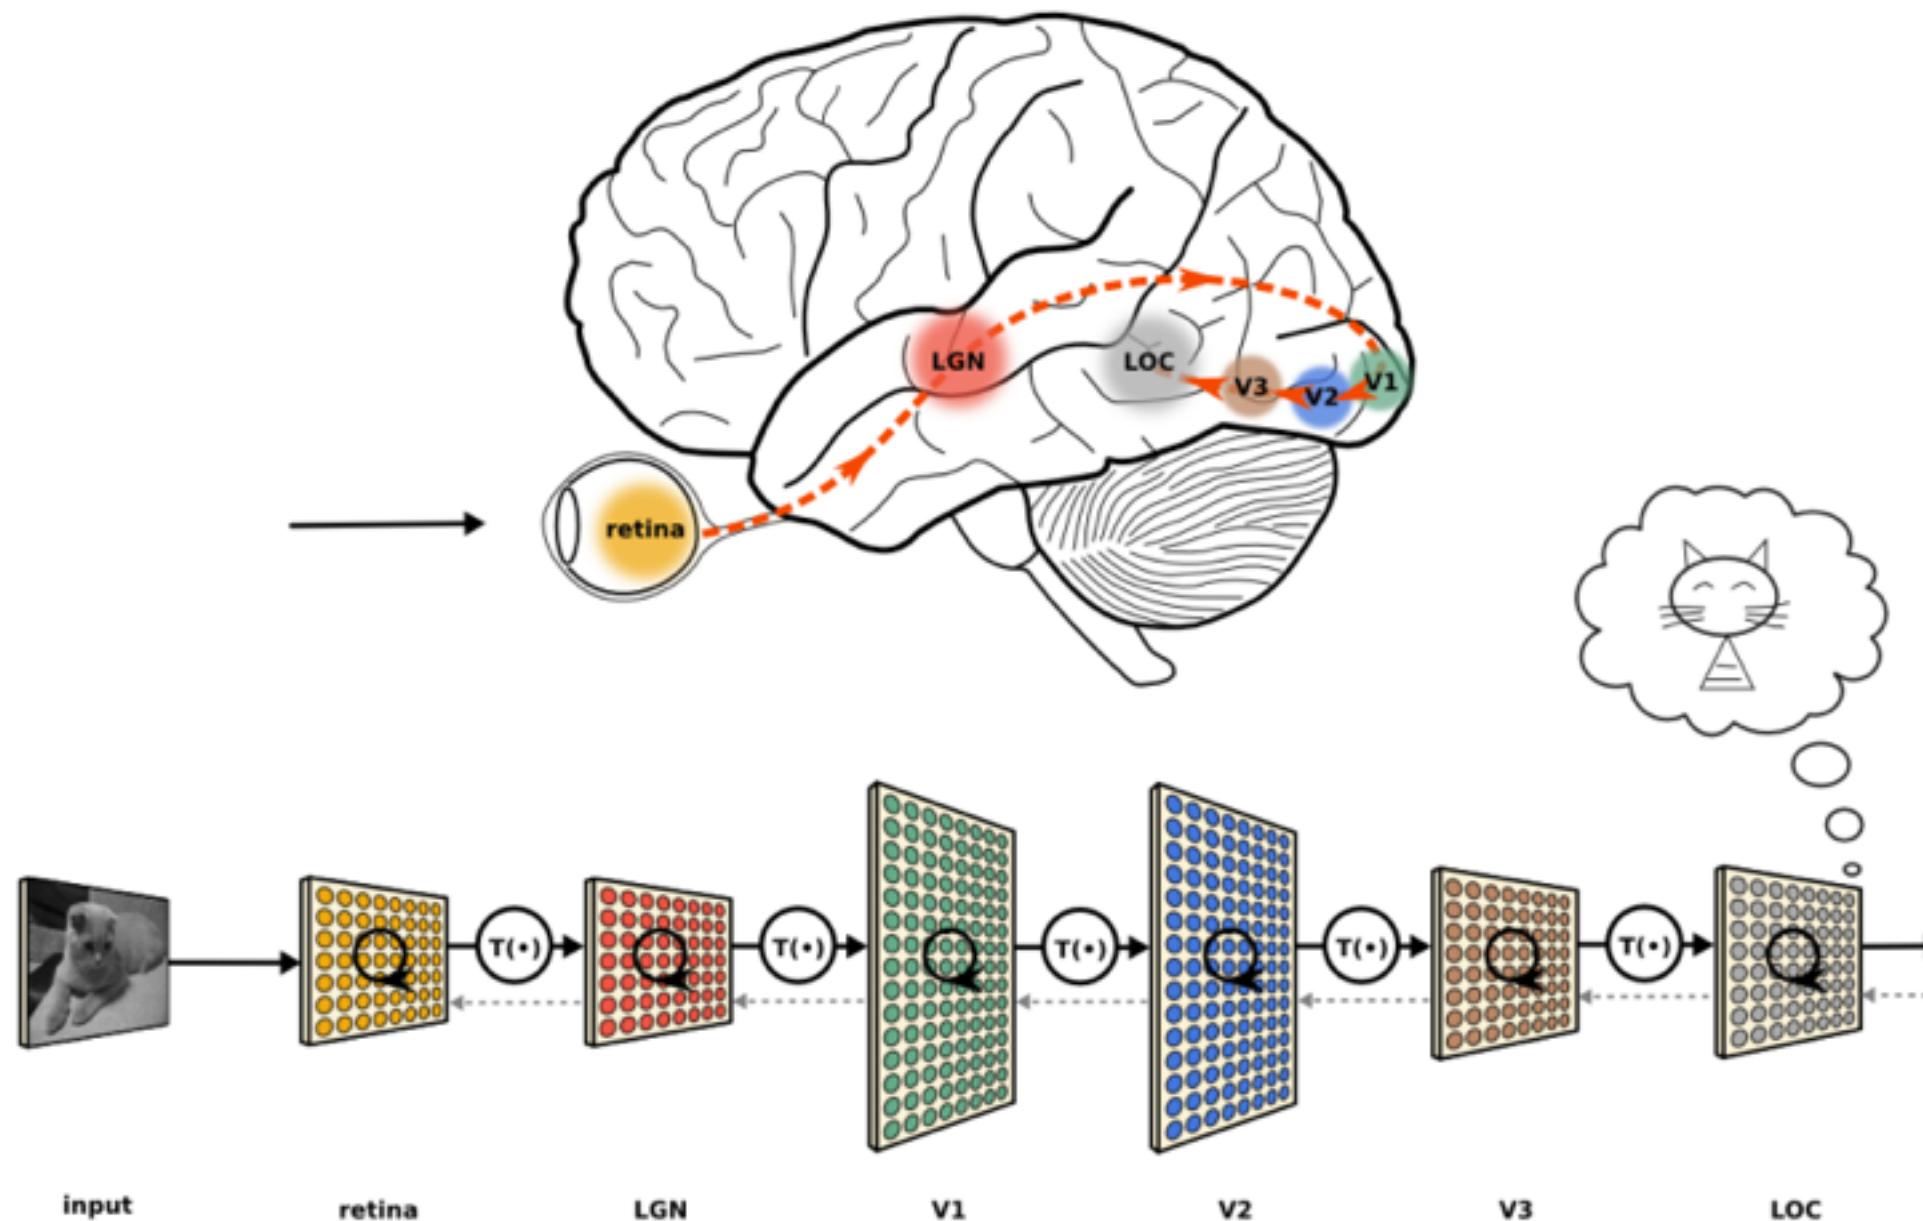 LGN
LOC
V3
V2
V1
retina
T(•)
T(•)
T(•)
T(•)
T(•)
input
retina
LGN
V1
V2
V3
LOC